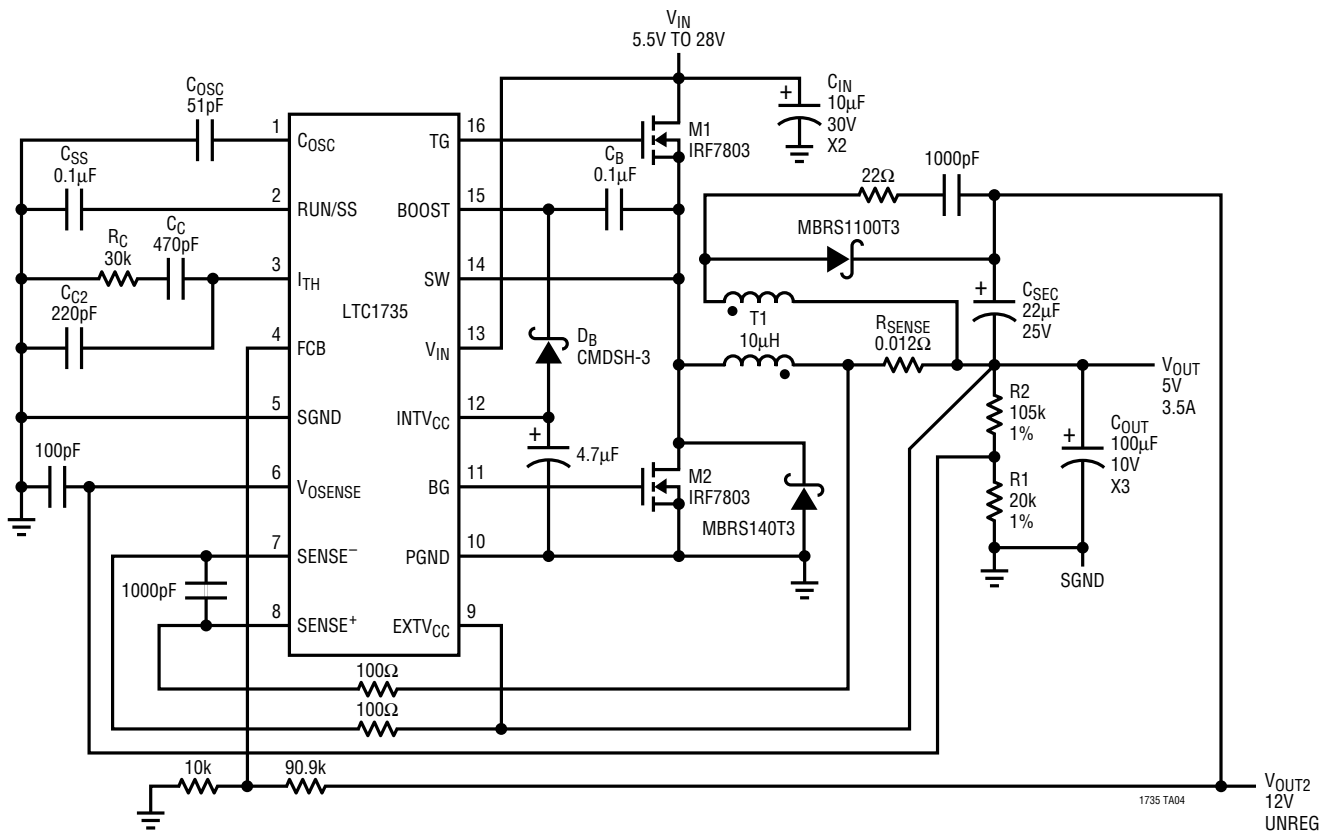 V_IN
5.5V TO 28V
C_OSC
51pF
C_SS
0.1µF
R_C
30k
C_C
470pF
C_C2
220pF
100pF
1000pF
1
C_OSC
2
RUN/SS
3
I_TH
4
FCB
5
SGND
6
V_OSENSE
7
SENSE⁻
8
SENSE⁺
LTC1735
TG
16
BOOST
15
SW
14
V_IN
13
INTV_CC
12
BG
11
PGND
10
EXTV_CC
9
C_B
0.1µF
D_B
CMDSH-3
+
4.7µF
M1
IRF7803
M2
IRF7803
MBRS140T3
+
C_IN
10µF
30V
X2
22Ω
1000pF
MBRS1100T3
T1
10µH
R_SENSE
0.012Ω
+
C_SEC
22µF
25V
V_OUT
5V
3.5A
R2
105k
1%
R1
20k
1%
+
C_OUT
100µF
10V
X3
SGND
100Ω
100Ω
10k
90.9k
1735 TA04
V_OUT2
12V
UNREG